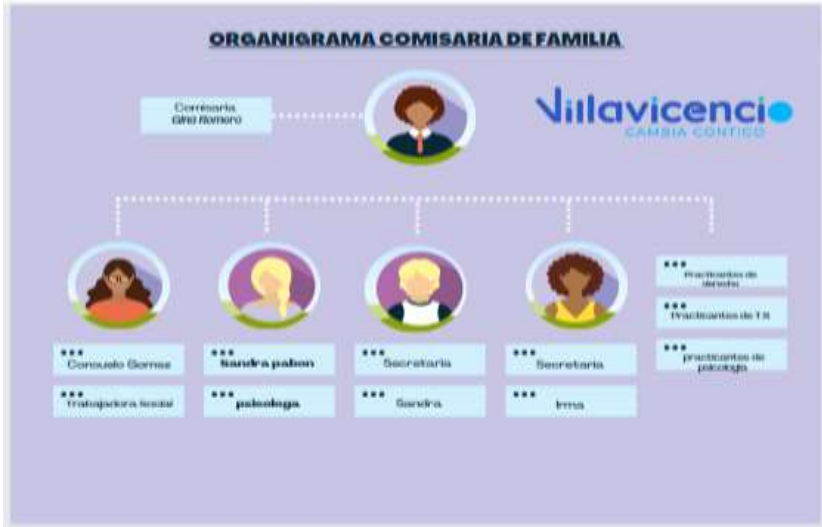 ORGANIGRAMA COMISARIA DE FAMILIA
Comisaria
Gina Romero
Villavicencio
CAMBIA CONTIGO
Consuelo Gomez
Trabajadora Social
Sandra pabon
psicologa
Secretaria
Sandra
Secretaria
Irma
Practicantes de
derecho
Practicantes de T.S
practicantes de
psicologia